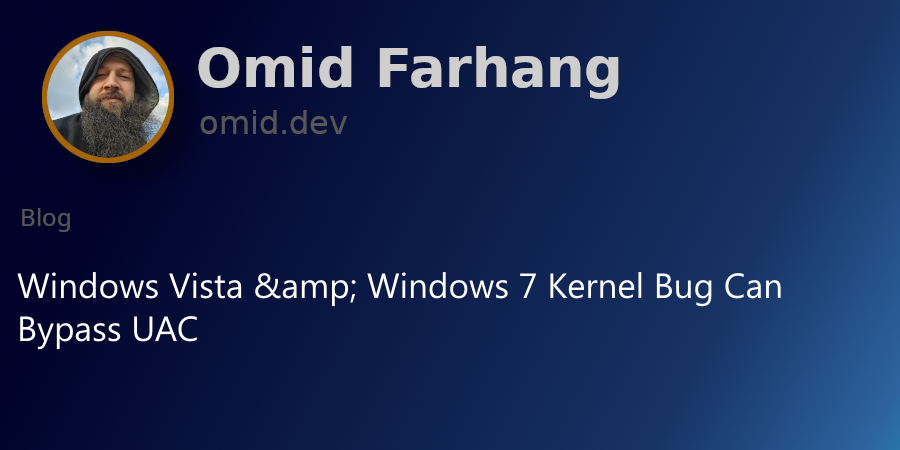 Omid Farhang
omid.dev
Blog
Windows Vista &amp; Windows 7 Kernel Bug Can
Bypass UAC